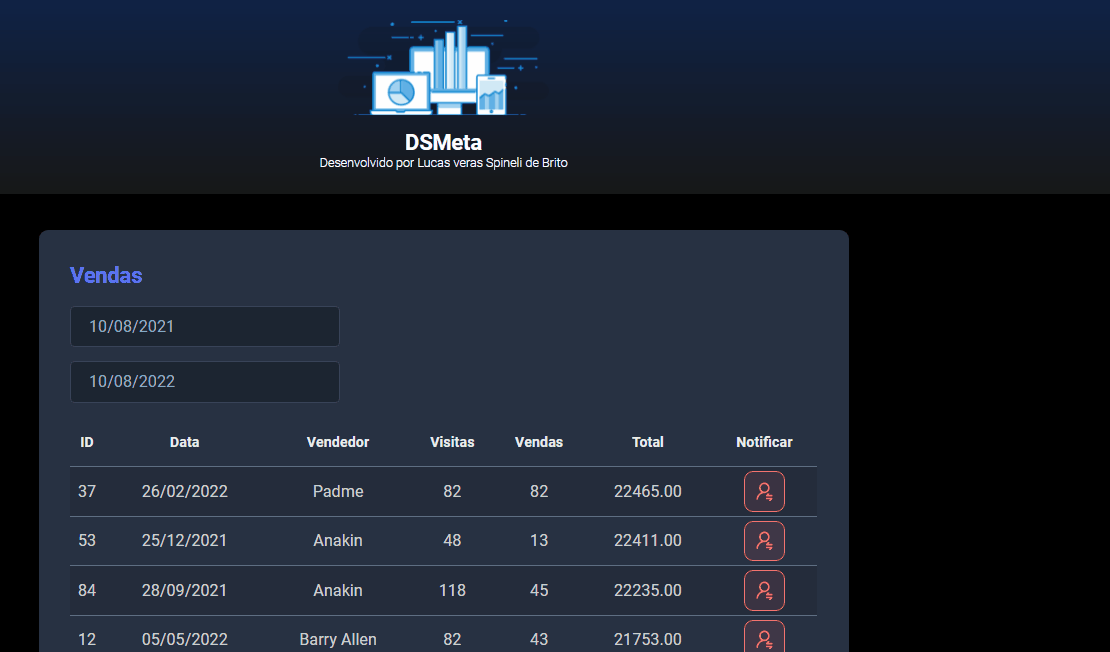 DSMeta
Desenvolvido por Lucas veras Spineli de Brito
Vendas
10/08/2021
10/08/2022
ID Data Vendedor Visitas Vendas Total Notificar
37 26/02/2022 Padme 82 82 22465.00
53 25/12/2021 Anakin 48 13 22411.00
84 28/09/2021 Anakin 118 45 22235.00
12 05/05/2022 Barry Allen 82 43 21753.00